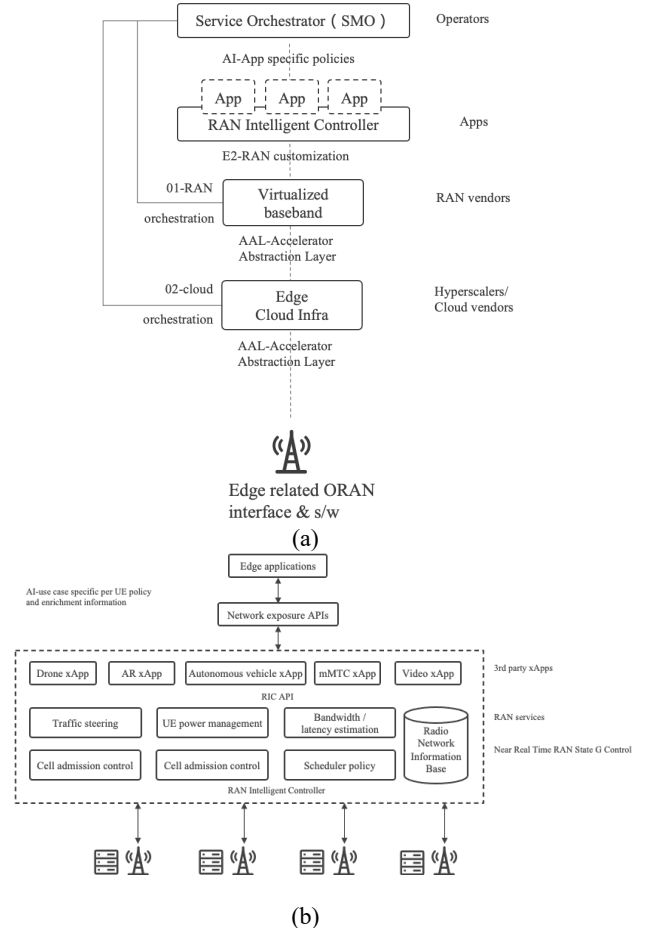 Service Orchestrator ( SMO )
Operators
AI-App specific policies
App
App
App
RAN Intelligent Controller
Apps
E2-RAN customization
01-RAN
orchestration
Virtualized
baseband
RAN vendors
AAL-Accelerator
Abstraction Layer
02-cloud
orchestration
Edge
Cloud Infra
Hyperscalers/
Cloud vendors
AAL-Accelerator
Abstraction Layer
Edge related ORAN
interface & s/w
(a)
Edge applications
AI-use case specific per UE policy
and enrichment information
Network exposure APIs
Drone xApp
AR xApp
Autonomous vehicle xApp
mMTC xApp
Video xApp
3rd party xApps
RIC API
Traffic steering
UE power management
Bandwidth /
latency estimation
Radio
Network
Information
Base
RAN services
Cell admission control
Cell admission control
Scheduler policy
Near Real Time RAN State G Control
RAN Intelligent Controller
(b)